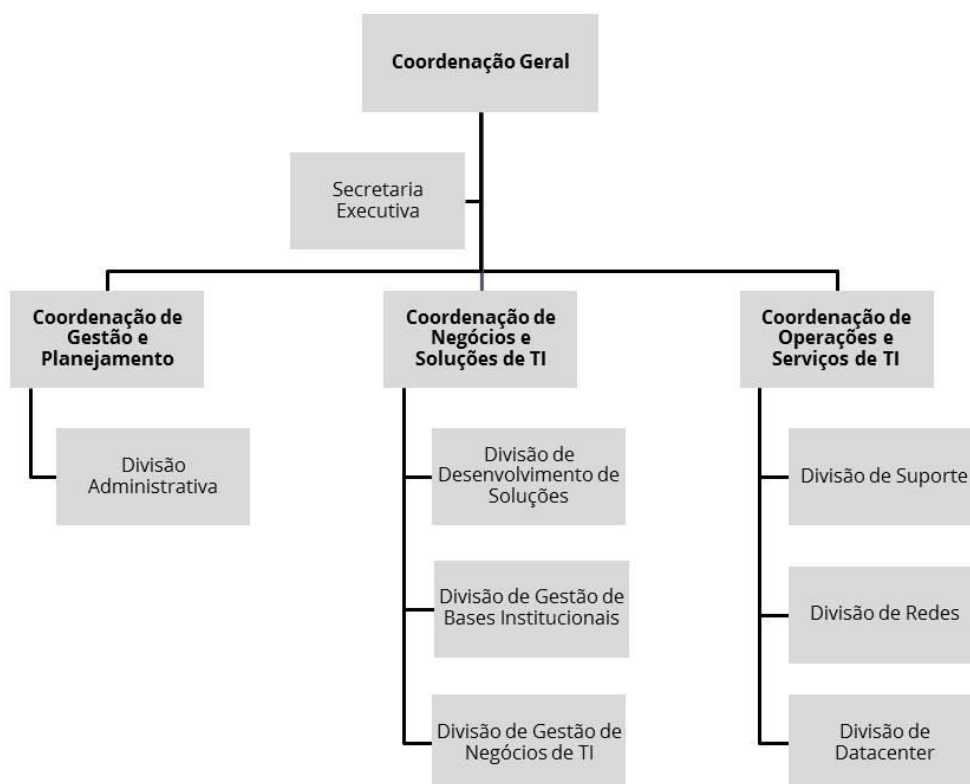 Coordenação Geral
Secretaria
Executiva
Coordenação de
Gestão e
Planejamento
Divisão
Administrativa
Coordenação de
Negócios e
Soluções de TI
Divisão de
Desenvolvimento de
Soluções
Divisão de Gestão de
Bases Institucionais
Divisão de Gestão de
Negócios de TI
Coordenação de
Operações e
Serviços de TI
Divisão de Suporte
Divisão de Redes
Divisão de
Datacenter